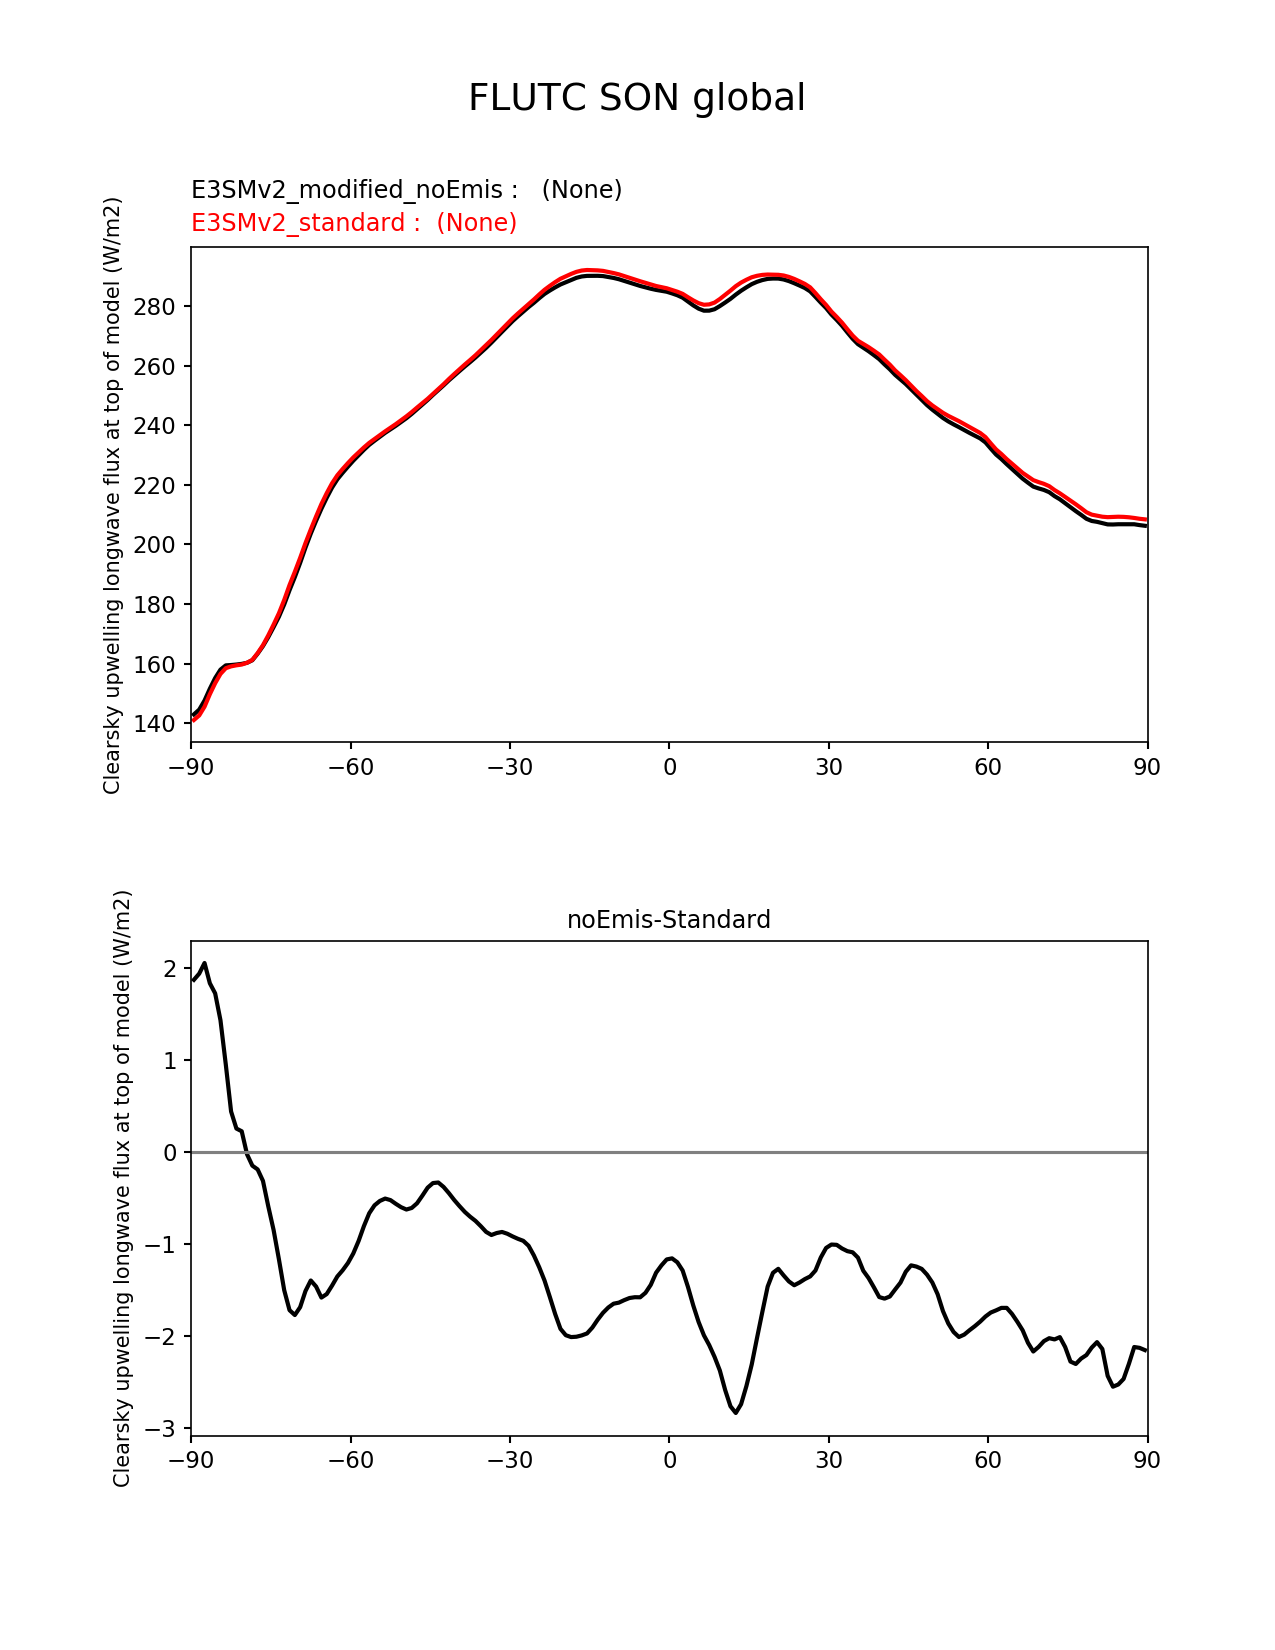 FLUTC SON global
E3SMv2_modified_noEmis :   (None)
E3SMv2_standard :  (None)
Clearsky upwelling longwave flux at top of model (W/m2)
280
260
240
220
200
180
160
140
−90 −60 −30 0 30 60 90
noEmis-Standard
Clearsky upwelling longwave flux at top of model (W/m2)
2
1
0
−1
−2
−3
−90 −60 −30 0 30 60 90